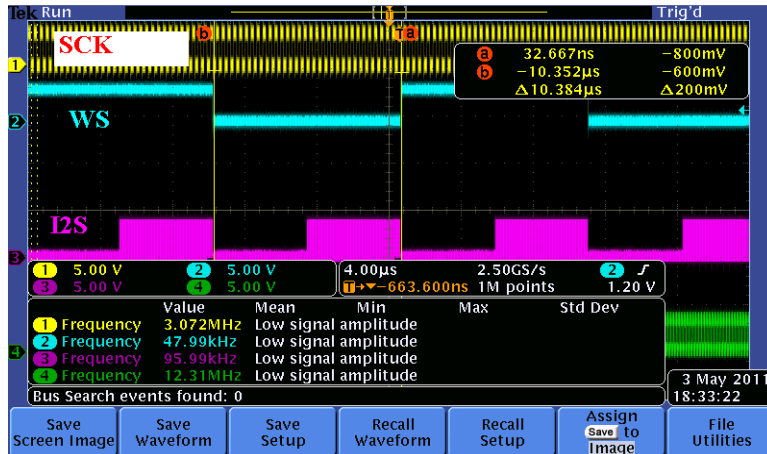 Tek Run Trig'd
SCK
b
T a
a 32.667ns −800mV
b −10.352µs −600mV
Δ10.384µs Δ200mV
1
2
WS
I2S
3
1 5.00 V 2 5.00 V 4.00µs 2.50GS/s 2
3 5.00 V 4 5.00 V T→▼−663.600ns 1M points 1.20 V
Value Mean Min Max Std Dev
1 Frequency 3.072MHz Low signal amplitude
2 Frequency 47.99kHz Low signal amplitude
3 Frequency 95.99kHz Low signal amplitude
4 Frequency 12.31MHz Low signal amplitude
4
Bus Search events found: 0
3 May 2011
18:33:22
Save Screen Image
Save Waveform
Save Setup
Recall Waveform
Recall Setup
Assign Save to Image
File Utilities